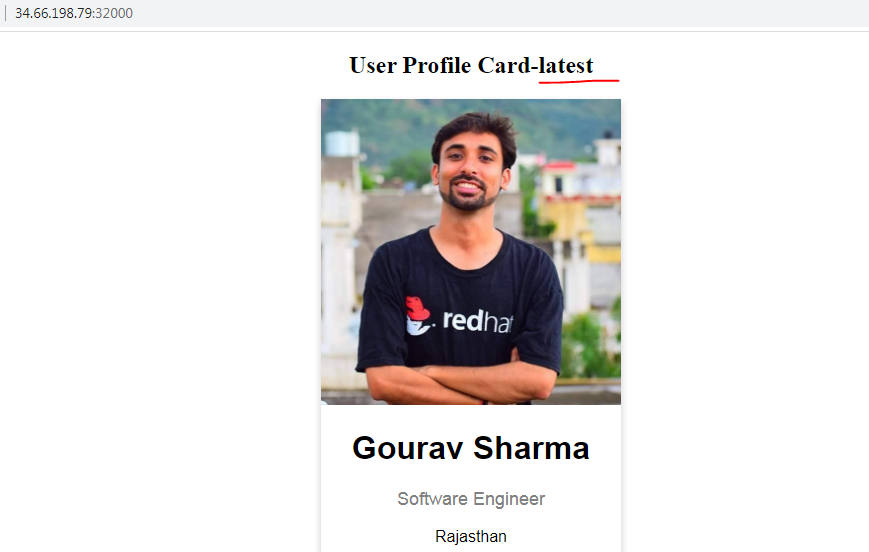 34.66.198.79:32000
User Profile Card-latest
redhat
Gourav Sharma
Software Engineer
Rajasthan